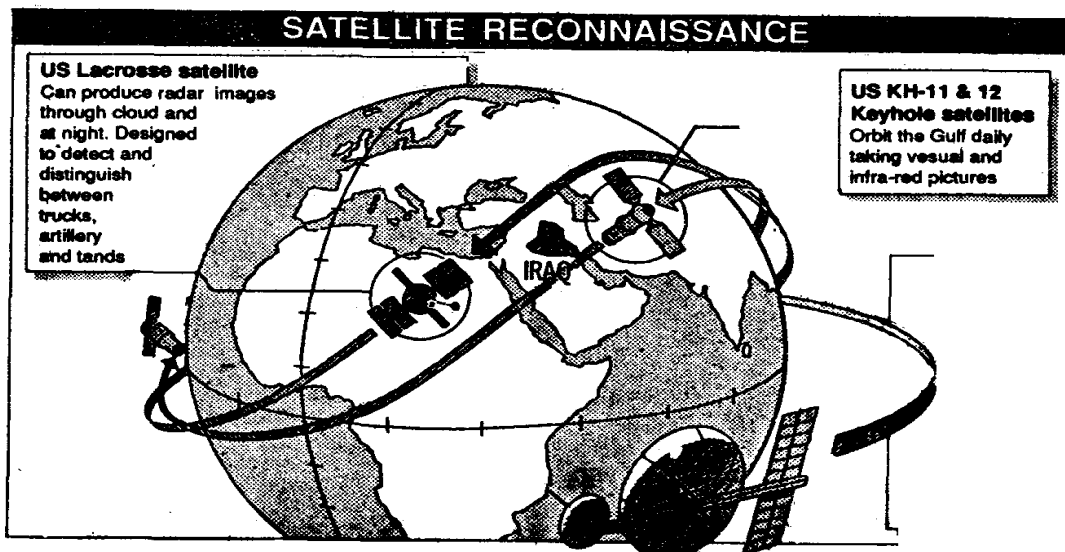 SATELLITE RECONNAISSANCE
US Lacrosse satellite
Can produce radar images
through cloud and
at night. Designed
to detect and
distinguish
between
trucks,
artillery
and tands
US KH-11 & 12
Keyhole satellites
Orbit the Gulf daily
taking vesual and
infra-red pictures
IRAQ